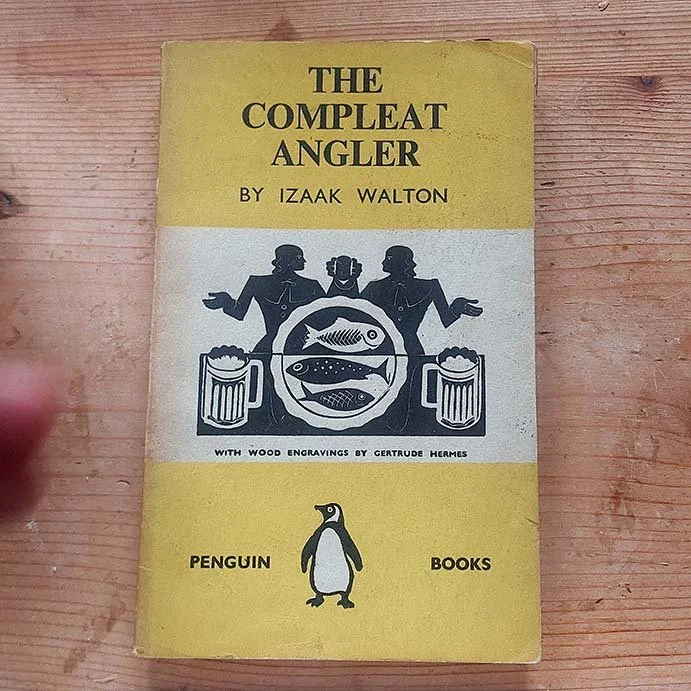 THE
COMPLEAT
ANGLER
BY IZAAK WALTON
WITH WOOD ENGRAVINGS BY GERTRUDE HERMES
PENGUIN BOOKS